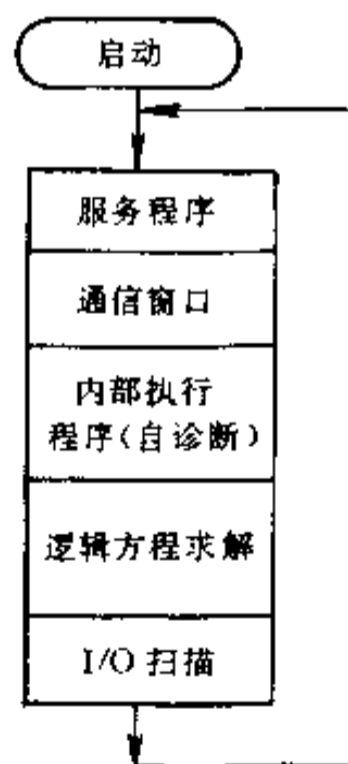 启动
服务程序
通信窗口
内部执行
程序(自诊断)
逻辑方程求解
I/O 扫描